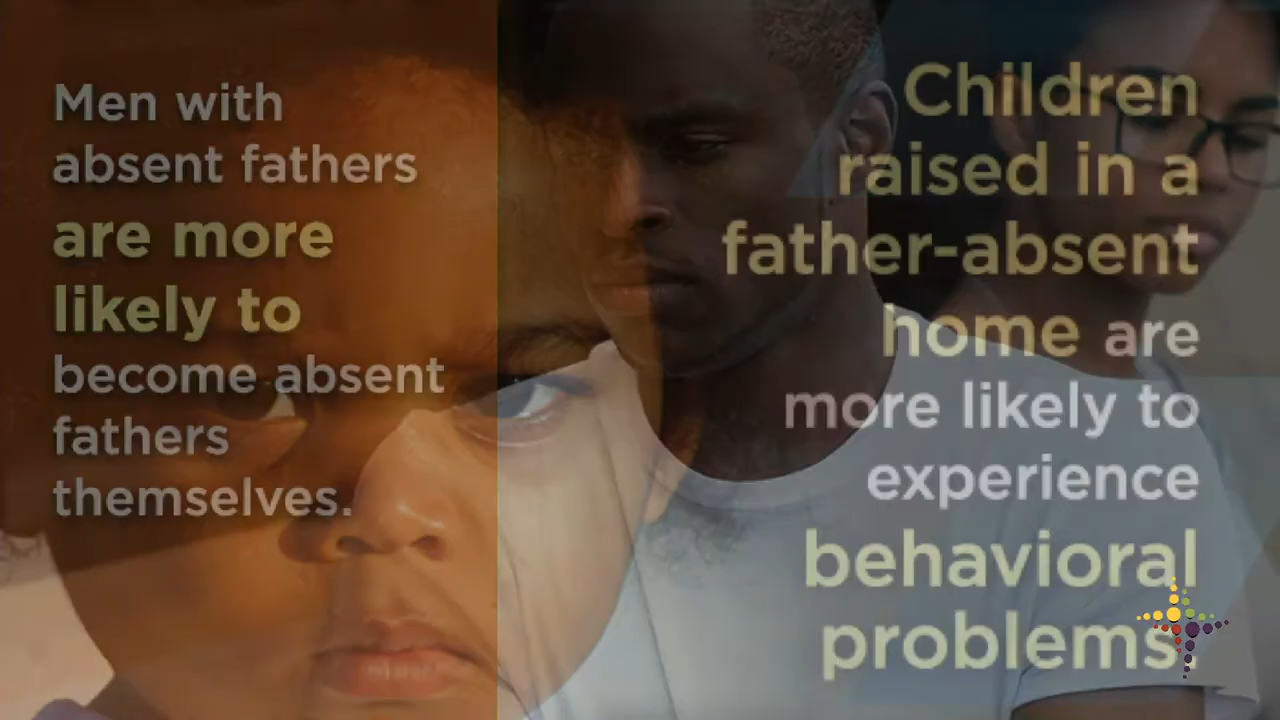 Men with
absent fathers
are more
likely to
become absent
fathers
themselves.
Children
raised in a
father-absent
home are
more likely to
experience
behavioral
problems.